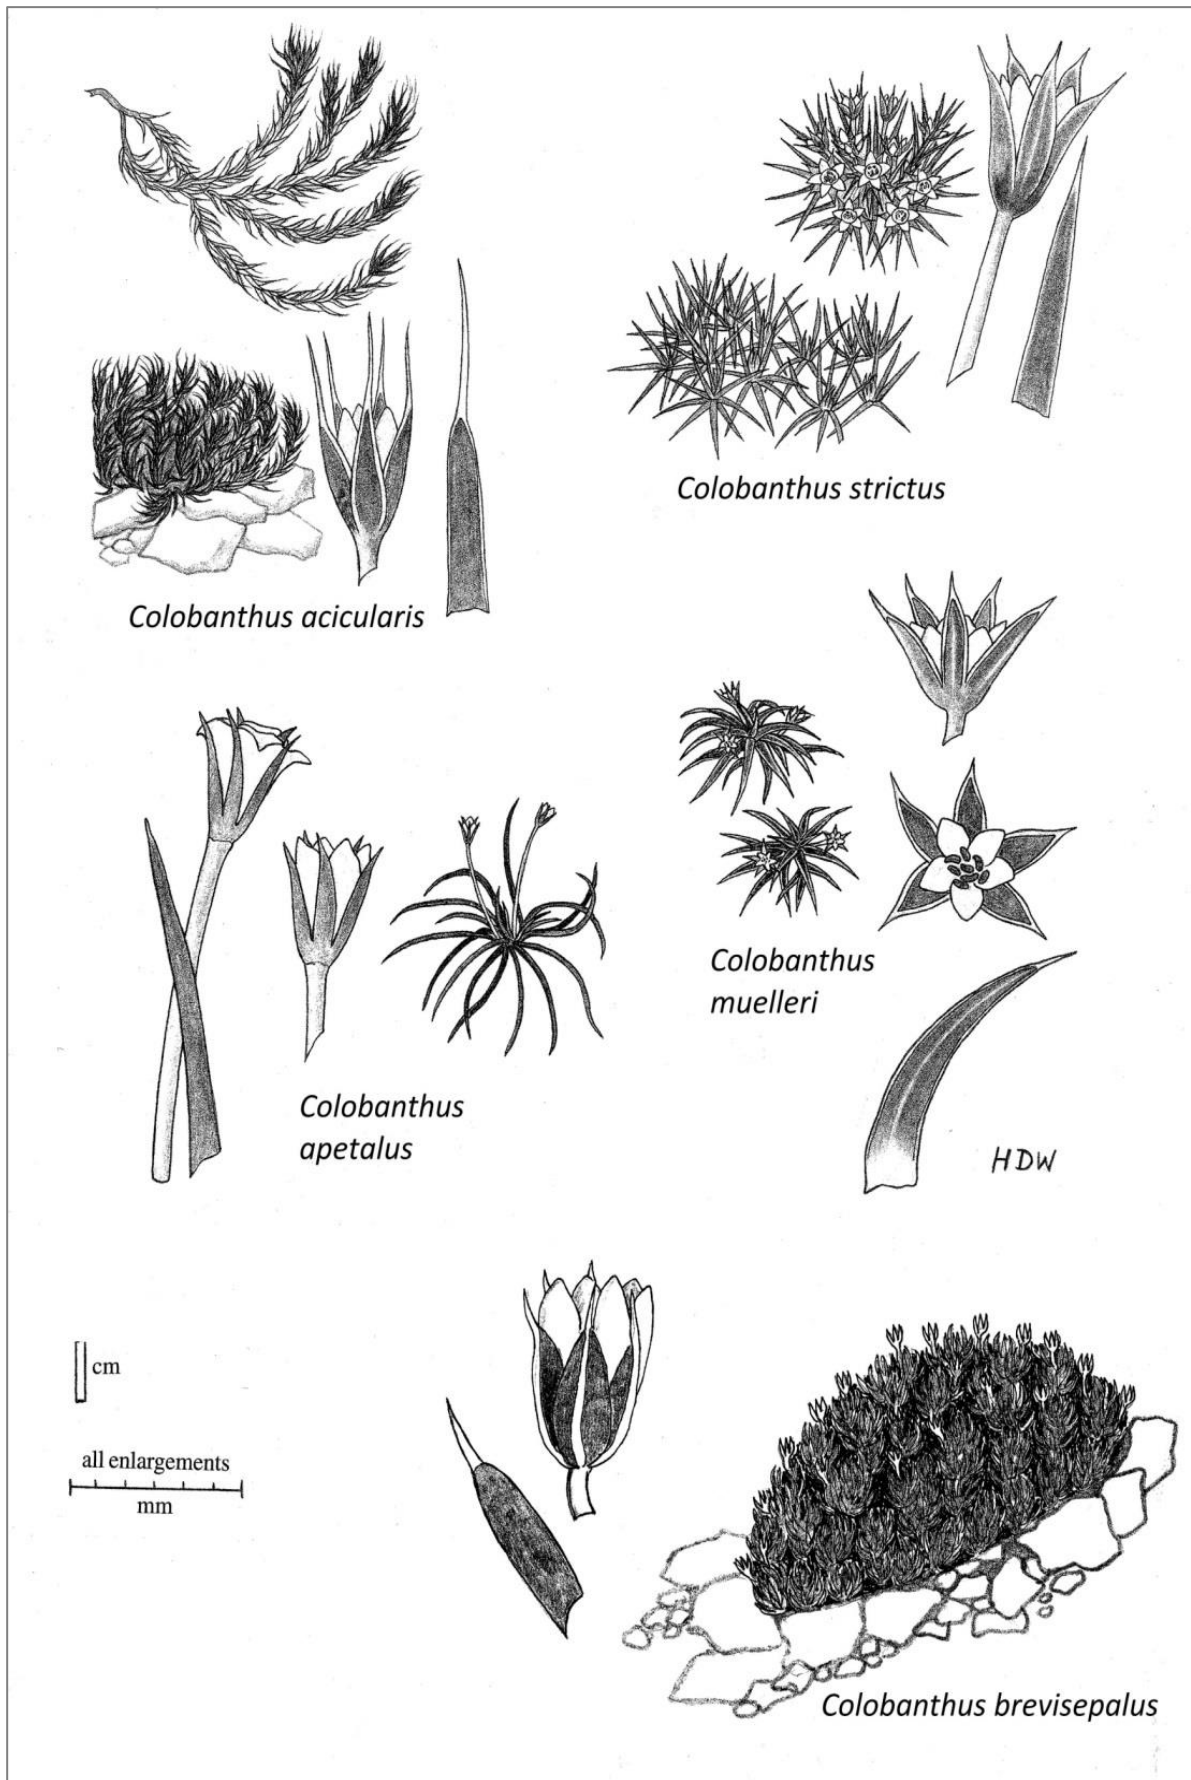 Colobanthus strictus
Colobanthus acicularis
Colobanthus
muelleri
HDW
Colobanthus
apetalus
cm
all enlargements
mm
Colobanthus brevisepalus